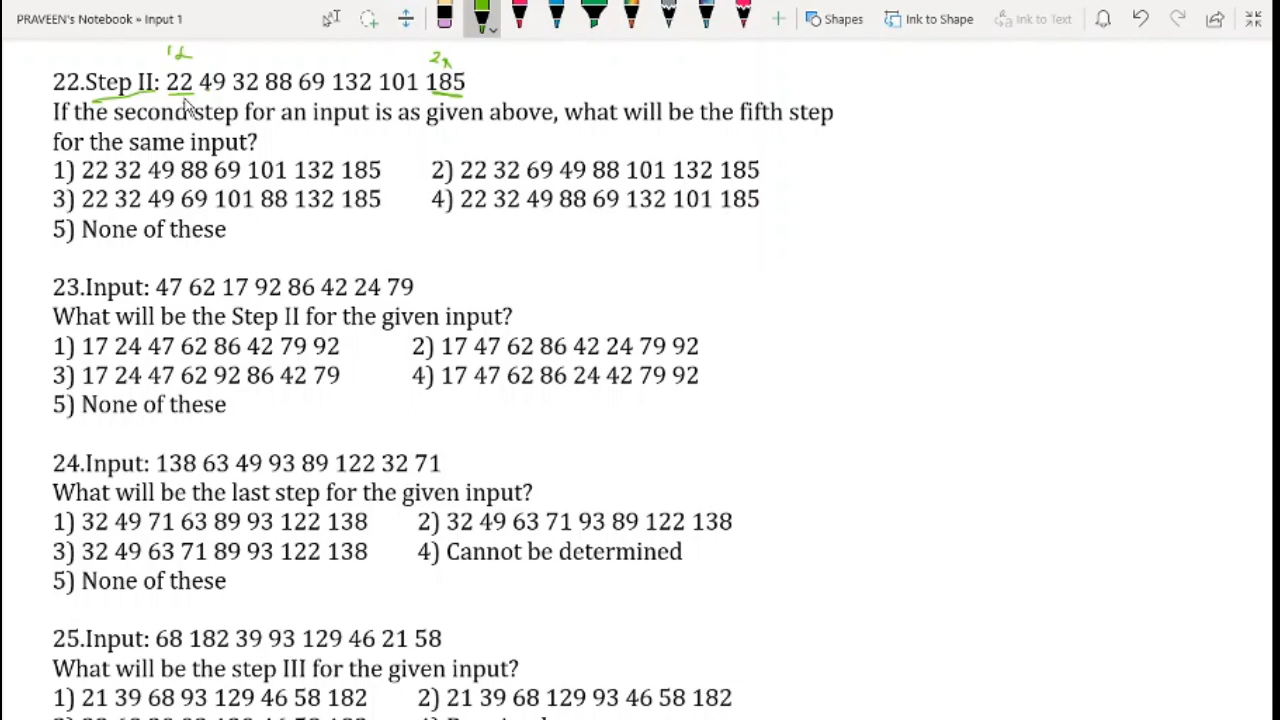 PRAVEEN's Notebook » Input 1
Shapes
Ink to Shape
Ink to Text
22.Step II: 22 49 32 88 69 132 101 185
If the second step for an input is as given above, what will be the fifth step
for the same input?
1) 22 32 49 88 69 101 132 185 2) 22 32 69 49 88 101 132 185
3) 22 32 49 69 101 88 132 185 4) 22 32 49 88 69 132 101 185
5) None of these
23.Input: 47 62 17 92 86 42 24 79
What will be the Step II for the given input?
1) 17 24 47 62 86 42 79 92 2) 17 47 62 86 42 24 79 92
3) 17 24 47 62 92 86 42 79 4) 17 47 62 86 24 42 79 92
5) None of these
24.Input: 138 63 49 93 89 122 32 71
What will be the last step for the given input?
1) 32 49 71 63 89 93 122 138 2) 32 49 63 71 93 89 122 138
3) 32 49 63 71 89 93 122 138 4) Cannot be determined
5) None of these
25.Input: 68 182 39 93 129 46 21 58
What will be the step III for the given input?
1) 21 39 68 93 129 46 58 182 2) 21 39 68 129 93 46 58 182